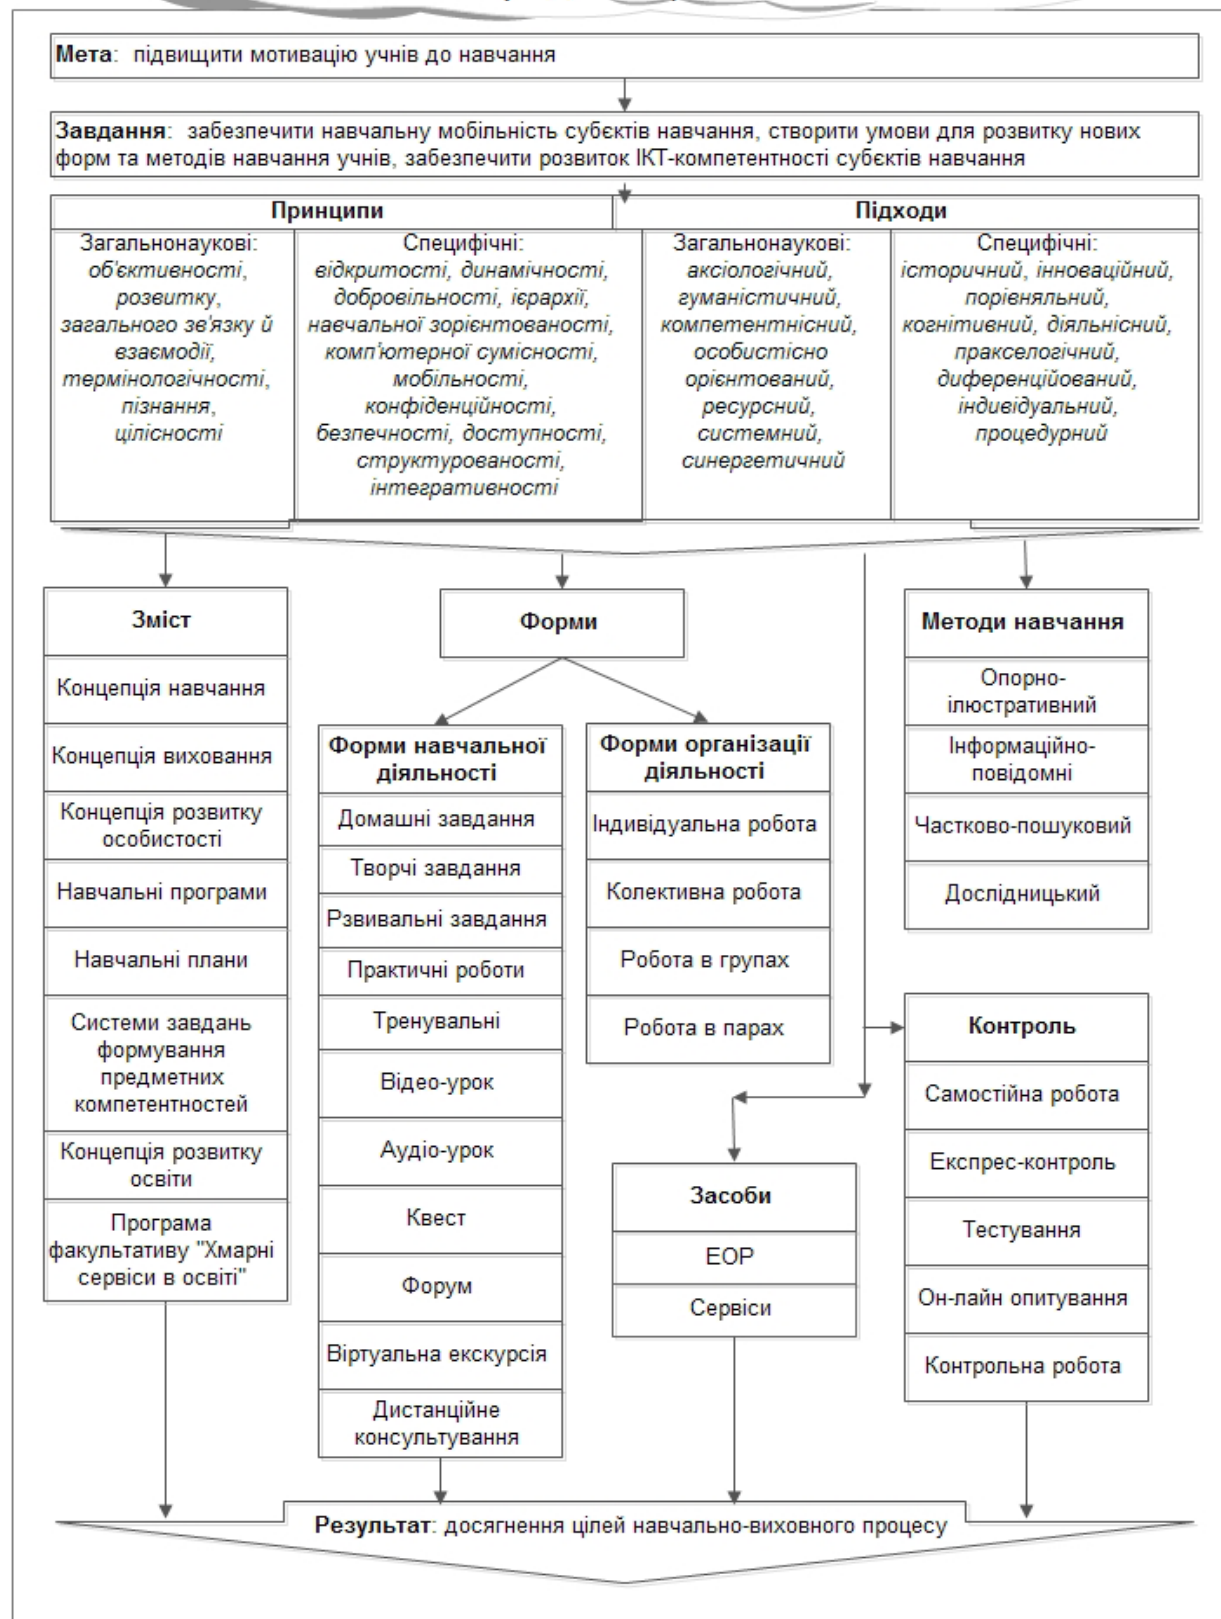 Мета: підвищити мотивацію учнів до навчання
Завдання: забезпечити навчальну мобільність субєктів навчання, створити умови для розвитку нових
форм та методів навчання учнів, забезпечити розвиток ІКТ-компетентності субєктів навчання
Принципи
Підходи
Загальнонаукові:
об'єктивності,
розвитку,
загального зв'язку й
взаємодії,
термінологічності,
пізнання,
цілісності
Специфічні:
відкритості, динамічності,
добровільності, ієрархії,
навчальної зорієнтованості,
комп'ютерної сумісності,
мобільності,
конфіденційності,
безпечності, доступності,
структурованості,
інтегративності
Загальнонаукові:
аксіологічний,
гуманістичний,
компетентнісний,
особистісно
орієнтований,
ресурсний,
системний,
синергетичний
Специфічні:
історичний, інноваційний,
порівняльний,
когнітивний, діяльнісний,
пракселогічний,
диференційований,
індивідуальний,
процедурний
Зміст
Концепція навчання
Концепція виховання
Концепція розвитку
особистості
Навчальні програми
Навчальні плани
Системи завдань
формування
предметних
компетентностей
Концепція розвитку
освіти
Програма
факультативу "Хмарні
сервіси в освіті"
Форми
Форми навчальної
діяльності
Домашні завдання
Творчі завдання
Рзвивальні завдання
Практичні роботи
Тренувальні
Відео-урок
Аудіо-урок
Квест
Форум
Віртуальна екскурсія
Дистанційне
консультування
Форми організації
діяльності
Індивідуальна робота
Колективна робота
Робота в групах
Робота в парах
Засоби
ЕОР
Сервіси
Методи навчання
Опорно-
ілюстративний
Інформаційно-
повідомні
Частково-пошуковий
Дослідницький
Контроль
Самостійна робота
Експрес-контроль
Тестування
Он-лайн опитування
Контрольна робота
Результат: досягнення цілей навчально-виховного процесу